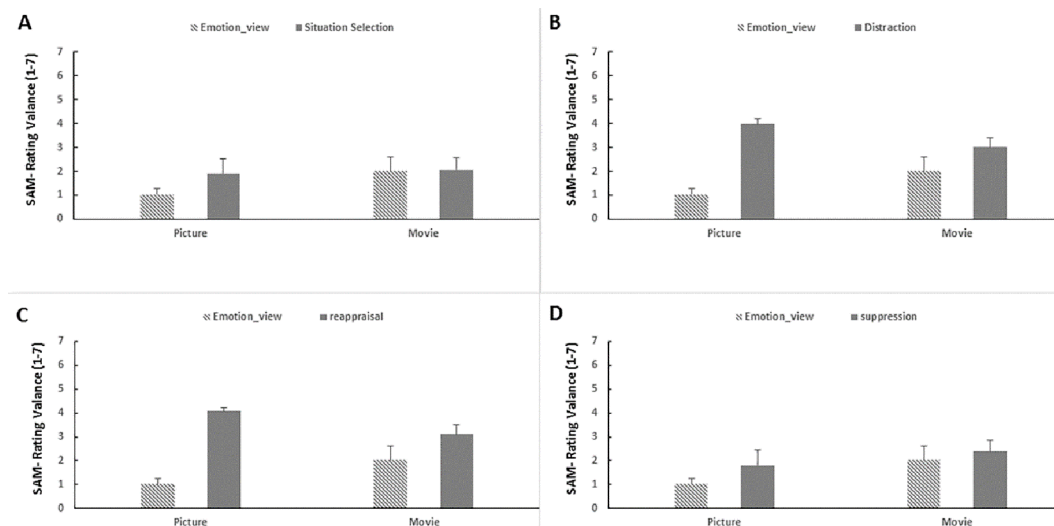 A
Emotion_view Situation Selection
SAM- Rating Valance (1-7)
7
6
5
4
3
2
1
0
Picture Movie
B
Emotion_view Distraction
SAM- Rating Valance (1-7)
7
6
5
4
3
2
1
0
Picture Movie
C
Emotion_view reappraisal
SAM- Rating Valance (1-7)
7
6
5
4
3
2
1
0
Picture Movie
D
Emotion_view suppression
SAM- Rating Valance (1-7)
7
6
5
4
3
2
1
0
Picture Movie